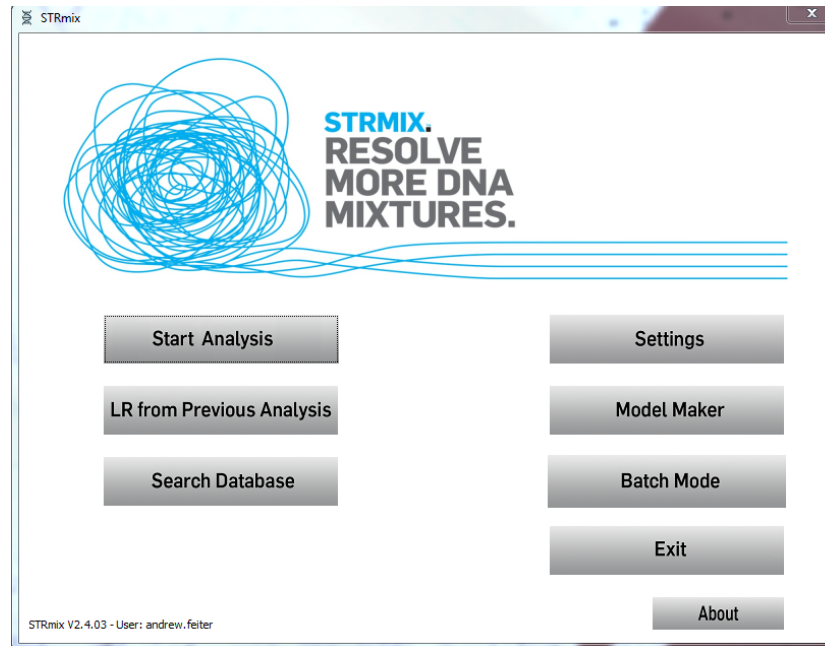 STRmix
x
STRMIX.
RESOLVE
MORE DNA
MIXTURES.
Start Analysis
Settings
LR from Previous Analysis
Model Maker
Search Database
Batch Mode
Exit
About
STRmix V2.4.03 - User: andrew.feiter